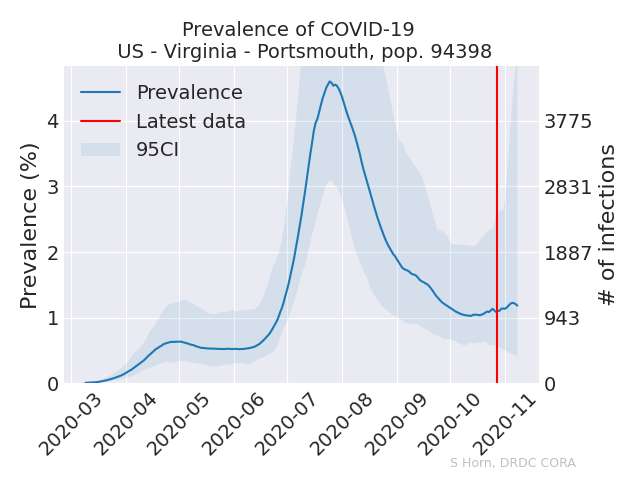 Prevalence of COVID-19
US - Virginia - Portsmouth, pop. 94398
Prevalence
Latest data
95CI
Prevalence (%)
4
3
2
1
0
3775
2831
1887
943
0
# of infections
2020-03
2020-04
2020-05
2020-06
2020-07
2020-08
2020-09
2020-10
2020-11
S Horn, DRDC CORA